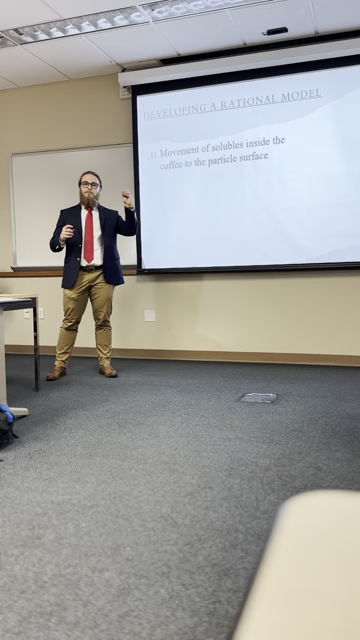 DEVELOPING A RATIONAL MODEL
1) Movement of solubles inside the
coffee to the particle surface